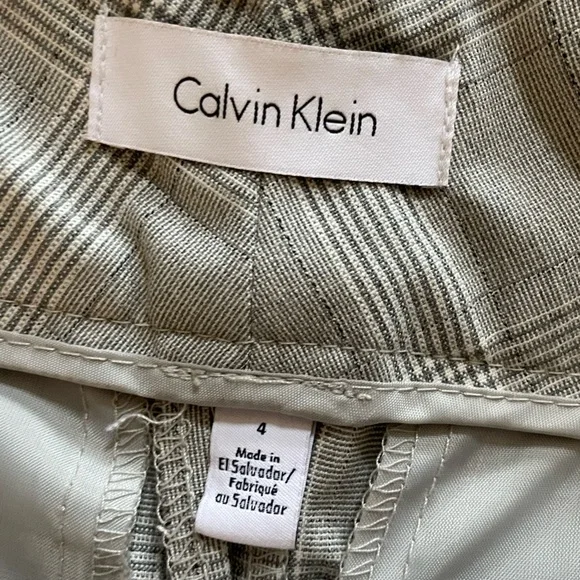 Calvin Klein
4
Made in
El Salvador/
Fabriqué
au Salvador